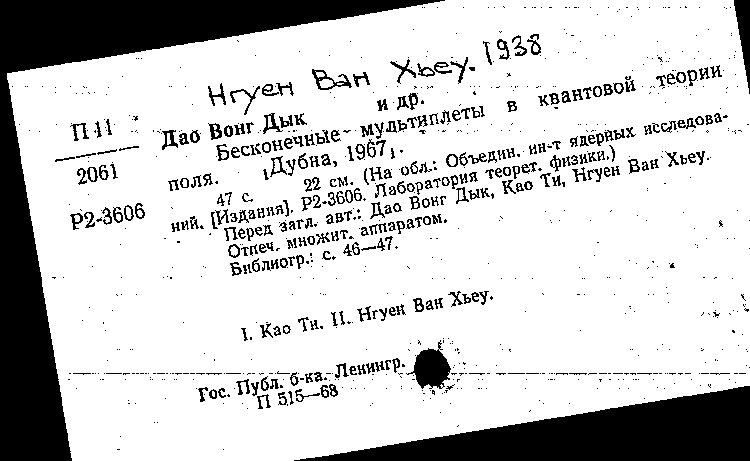 Нгуен Ван Хьеу. 1938
П 11
2061
Р2-3606
Дао Вонг Дык и др.
Бесконечные мультиплеты в квантовой теории
поля. [Дубна, 1967].
47 с. 22 см. (На обл.: Объедин. ин-т ядерных исследова-
ний. [Издания]. Р2-3606. Лаборатория теорет. физики.)
Перед загл. авт.: Дао Вонг Дык, Као Ти, Нгуен Ван Хьеу.
Отпеч. множит. аппаратом.
Библиогр.: с. 46—47.
I. Као Ти. II. Нгуен Ван Хьеу.
Гос. Публ. б-ка. Ленингр.
П 515—68